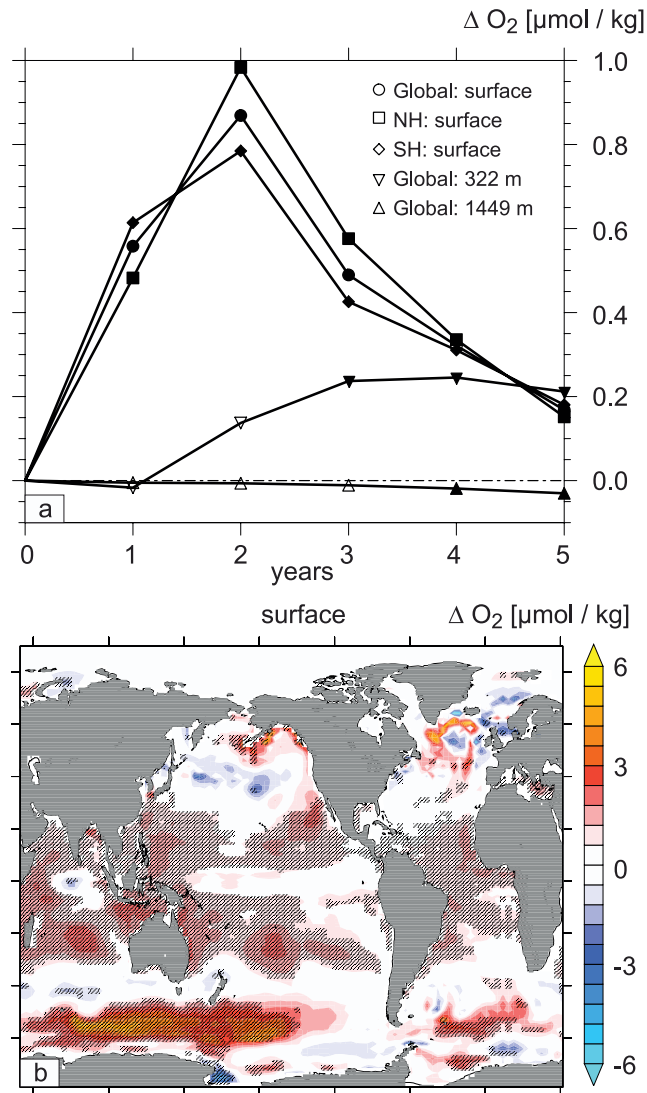 Δ O₂ [µmol / kg]
1.0
Global: surface
NH: surface
SH: surface
Global: 322 m
Global: 1449 m
0.8
0.6
0.4
0.2
0.0
a
0 1 2 3 4 5
years
surface Δ O₂ [µmol / kg]
6
3
0
-3
-6
b